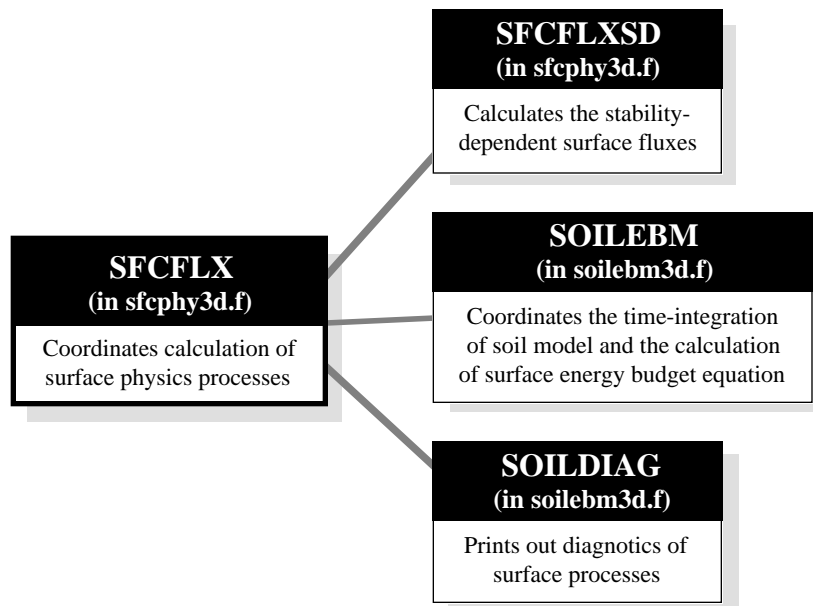 SFCFLX
(in sfcphy3d.f)
Coordinates calculation of
surface physics processes
SFCFLXSD
(in sfcphy3d.f)
Calculates the stability-
dependent surface fluxes
SOILEBM
(in soilebm3d.f)
Coordinates the time-integration
of soil model and the calculation
of surface energy budget equation
SOILDIAG
(in soilebm3d.f)
Prints out diagnotics of
surface processes